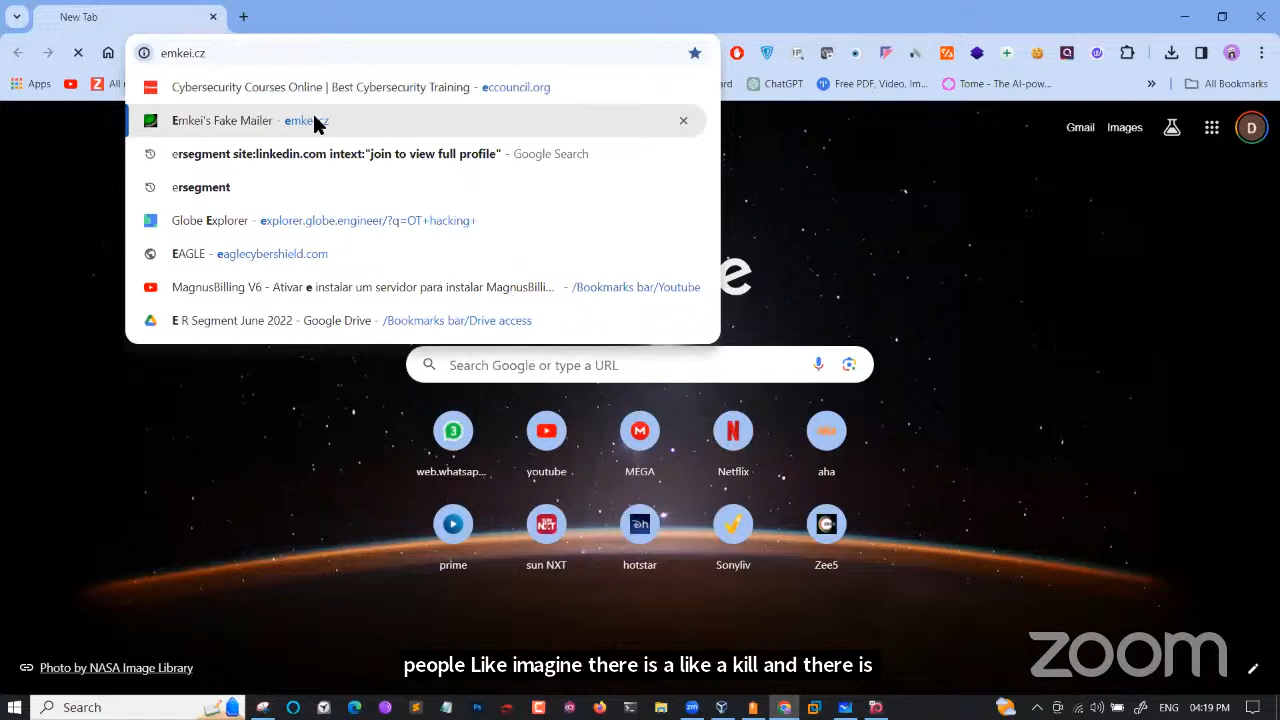 New Tab
emkei.cz
Apps
All
ard
ChatGPT
Free PDF, Video, Im...
Tome - The AI-pow...
»
All Bookmarks
Cybersecurity Courses Online | Best Cybersecurity Training - eccouncil.org
Emkei's Fake Mailer - emkei.cz
ersegment site:linkedin.com intext:"join to view full profile" - Google Search
ersegment
Globe Explorer - explorer.globe.engineer/?q=OT+hacking+
EAGLE - eaglecybershield.com
MagnusBilling V6 - Ativar e instalar um servidor para instalar MagnusBilli... - /Bookmarks bar/Youtube
E R Segment June 2022 - Google Drive - /Bookmarks bar/Drive access
Gmail
Images
D
e
Search Google or type a URL
web.whatsap...
youtube
MEGA
Netflix
aha
prime
sun NXT
hotstar
Sonyliv
Zee5
people Like imagine there is a like a kill and there is
zoom
Photo by NASA Image Library
Search
ENG
04:19 PM